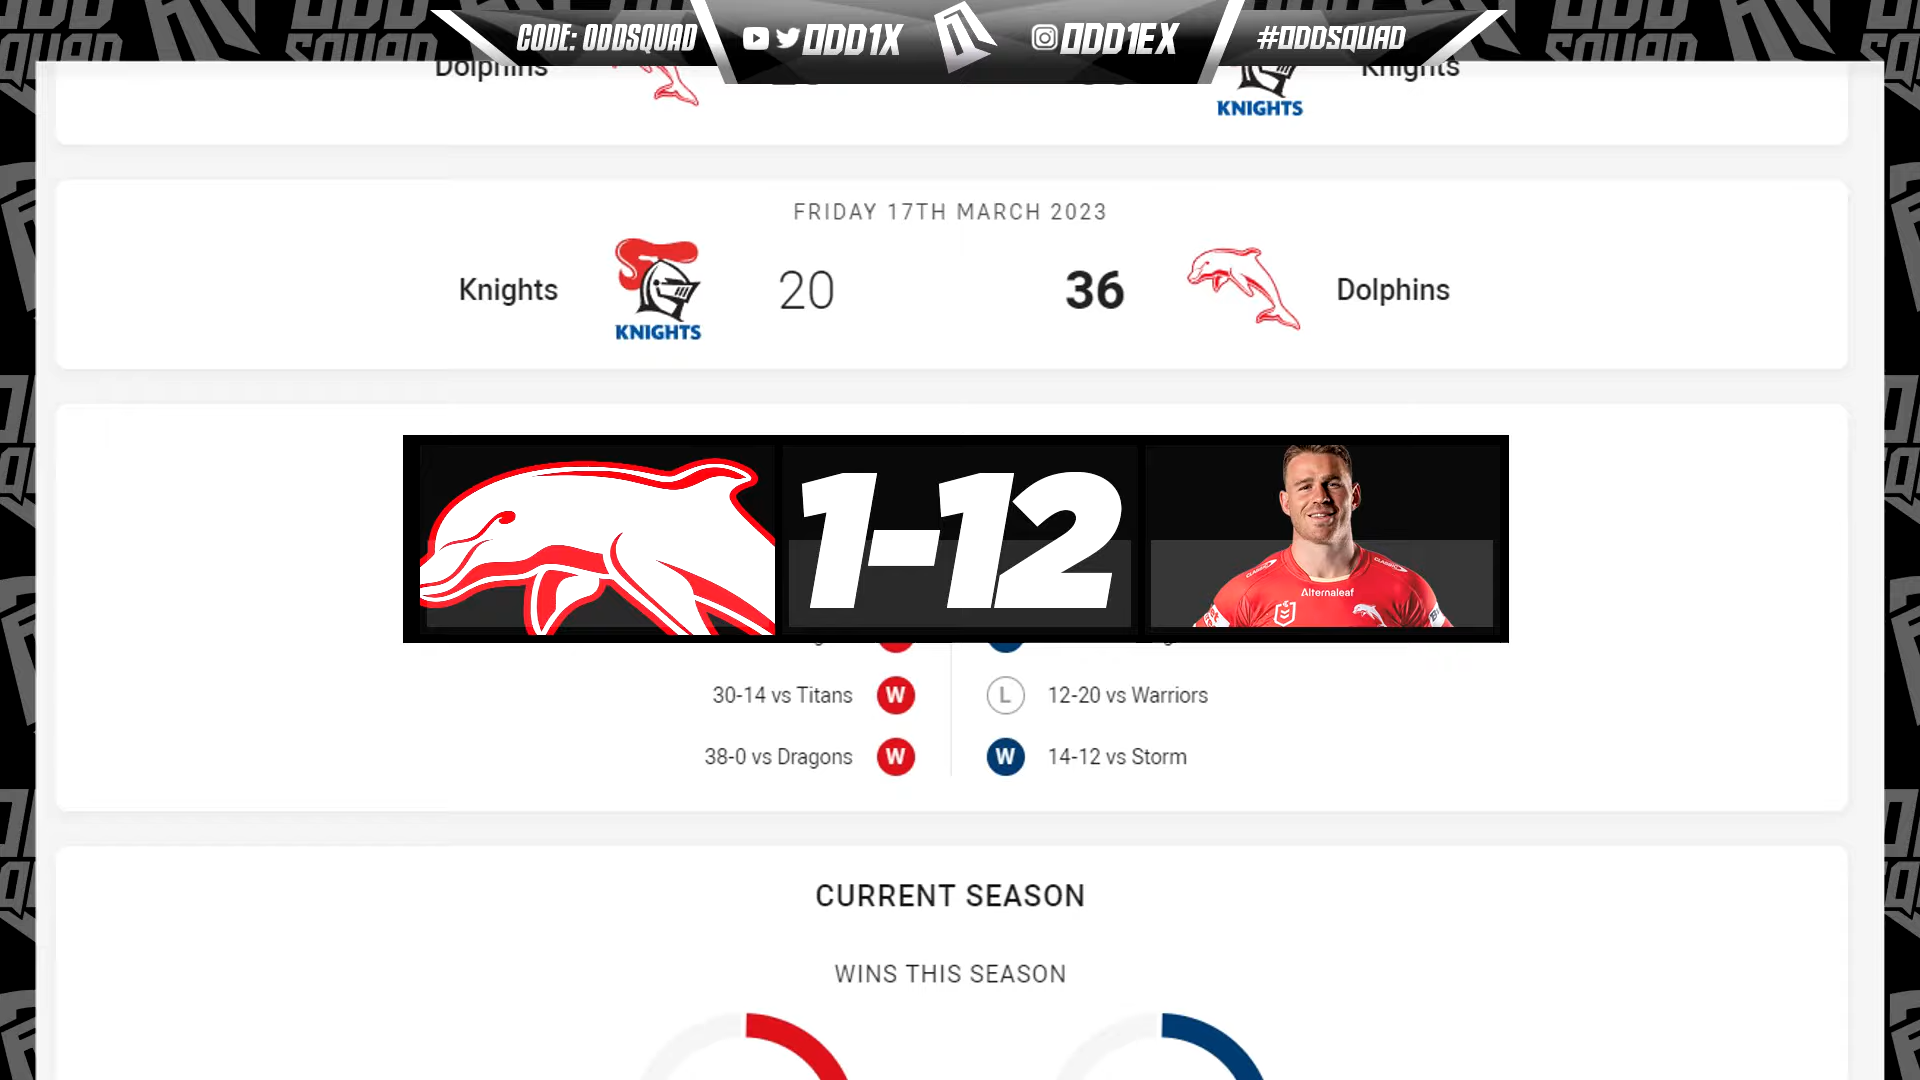 CODE: ODDSQUAD
ODD1X
ODD1EX
#ODDSQUAD
Dolphins
Knights
KNIGHTS
FRIDAY 17TH MARCH 2023
Knights
KNIGHTS
20
36
Dolphins
1-12
Alternaleaf
30-14 vs Titans W
L 12-20 vs Warriors
38-0 vs Dragons W
W 14-12 vs Storm
CURRENT SEASON
WINS THIS SEASON